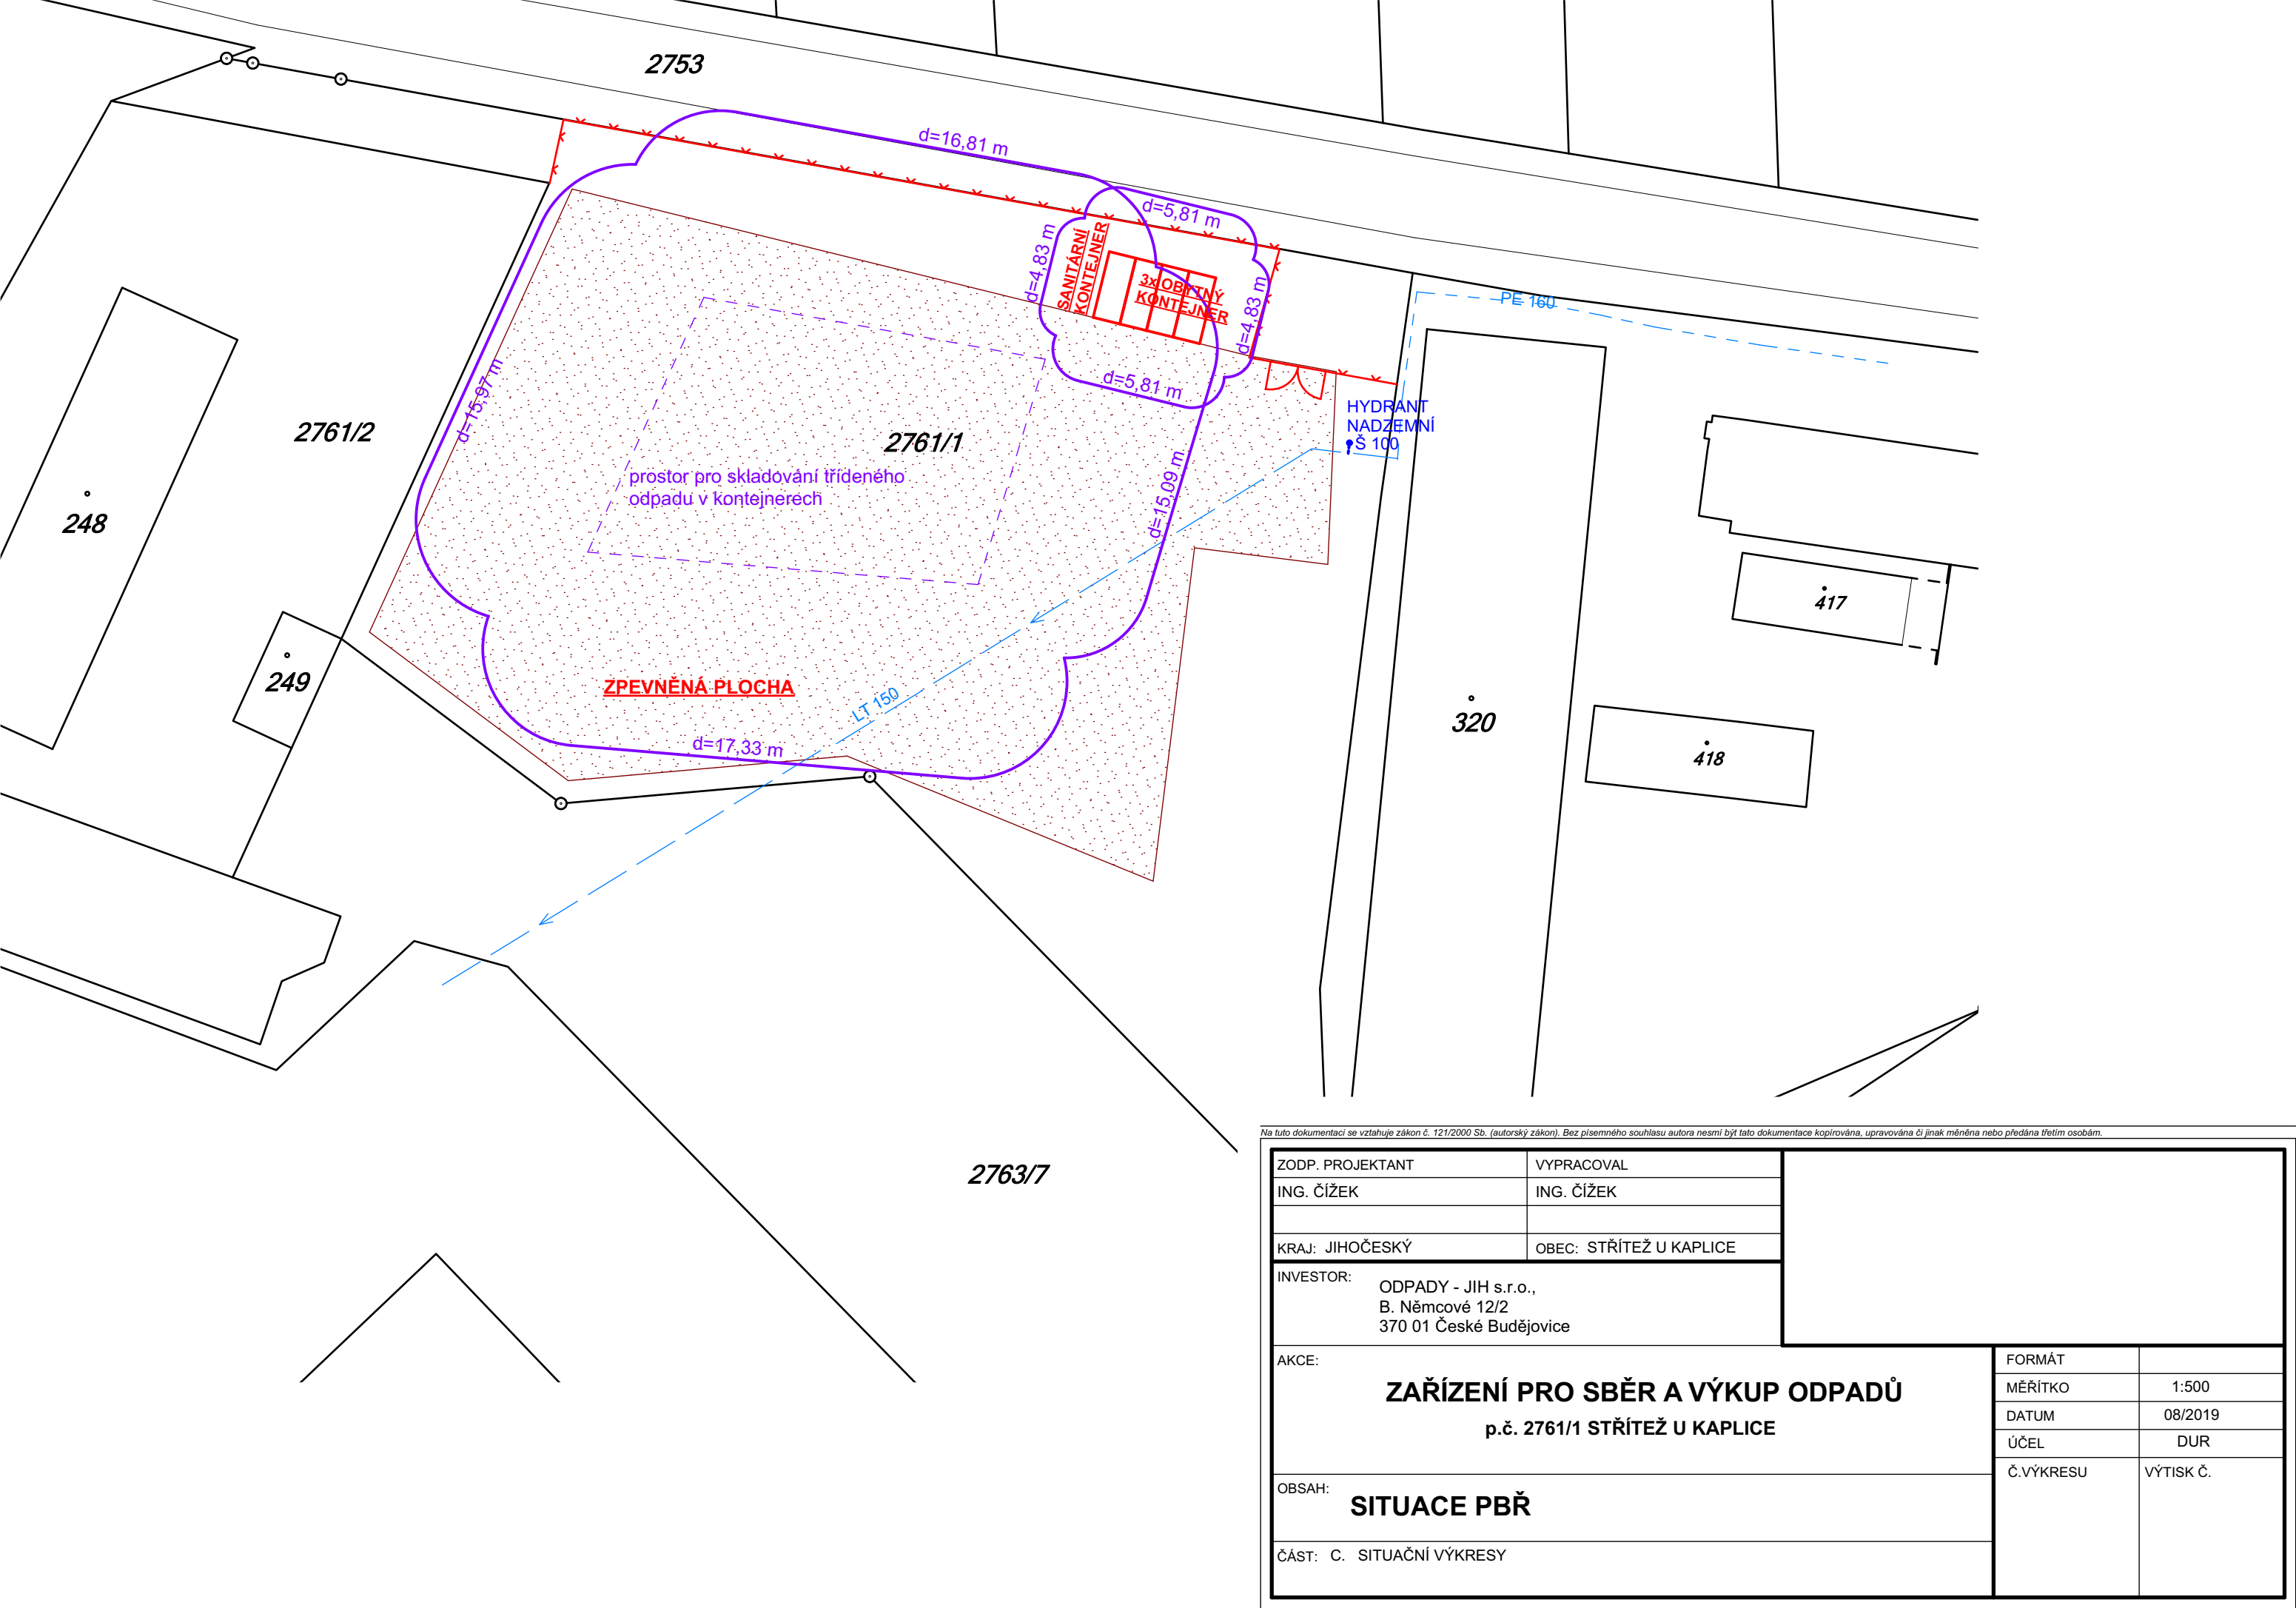 2753
d=16,81 m
d=5,81 m
d=4,83 m
SANITÁRNÍ
KONTEJNER
3x OBYTNÝ
KONTEJNER
d=4,83 m
PE 160
d=5,81 m
d=15,97 m
HYDRANT
NADZEMNÍ
Š 100
2761/2
2761/1
prostor pro skladování třídeného
odpadu v kontejnerech
d=15,09 m
248
417
249
ZPEVNĚNÁ PLOCHA
LT 150
320
d=17,33 m
418
2763/7
Na tuto dokumentaci se vztahuje zákon č. 121/2000 Sb. (autorský zákon). Bez písemného souhlasu autora nesmí být tato dokumentace kopírována, upravována či jinak měněna nebo předána třetím osobám.
ZODP. PROJEKTANT VYPRACOVAL
ING. ČÍŽEK ING. ČÍŽEK
KRAJ: JIHOČESKÝ OBEC: STŘÍTEŽ U KAPLICE
INVESTOR:
ODPADY - JIH s.r.o.,
B. Němcové 12/2
370 01 České Budějovice
AKCE:
ZAŘÍZENÍ PRO SBĚR A VÝKUP ODPADŮ
p.č. 2761/1 STŘÍTEŽ U KAPLICE
FORMÁT
MĚŘÍTKO 1:500
DATUM 08/2019
ÚČEL DUR
Č.VÝKRESU VÝTISK Č.
OBSAH:
SITUACE PBŘ
ČÁST: C. SITUAČNÍ VÝKRESY